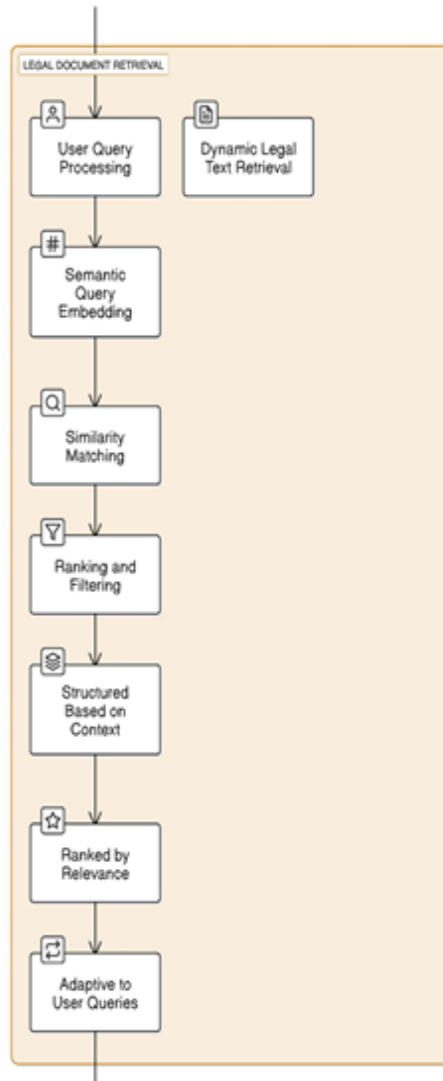 LEGAL DOCUMENT RETRIEVAL
User Query
Processing
Dynamic Legal
Text Retrieval
#
Semantic
Query
Embedding
Similarity
Matching
Ranking and
Filtering
Structured
Based on
Context
Ranked by
Relevance
Adaptive to
User Queries